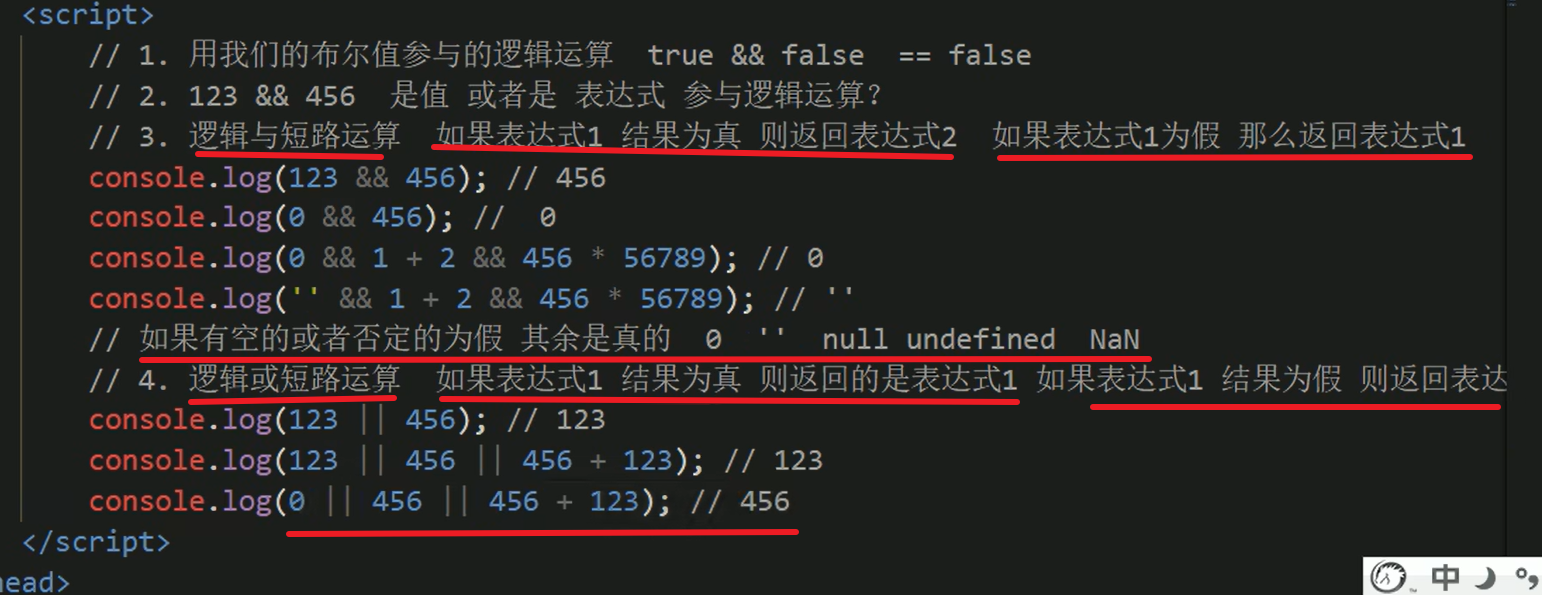 <script>
// 1. 用我们的布尔值参与的逻辑运算 true && false == false
// 2. 123 && 456 是值 或者是 表达式 参与逻辑运算?
// 3. 逻辑与短路运算 如果表达式1 结果为真 则返回表达式2 如果表达式1为假 那么返回表达式1
console.log(123 && 456); // 456
console.log(0 && 456); // 0
console.log(0 && 1 + 2 && 456 * 56789); // 0
console.log('' && 1 + 2 && 456 * 56789); // ''
// 如果有空的或者否定的为假 其余是真的 0 '' null undefined NaN
// 4. 逻辑或短路运算 如果表达式1 结果为真 则返回的是表达式1 如果表达式1 结果为假 则返回表达
console.log(123 || 456); // 123
console.log(123 || 456 || 456 + 123); // 123
console.log(0 || 456 || 456 + 123); // 456
</script>
ead>
中